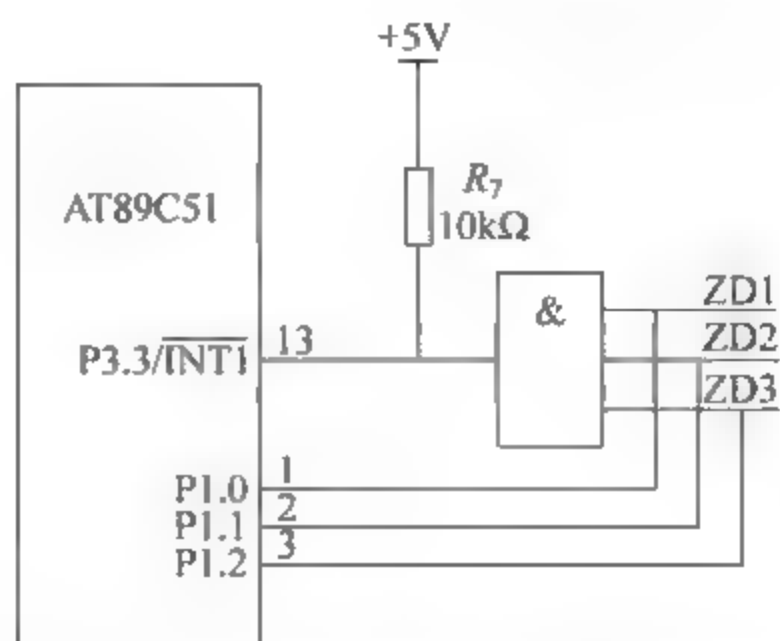 +5V
AT89C51
R7
10kΩ
&
ZD1
ZD2
ZD3
P3.3/INT1
13
P1.0
1
P1.1
2
P1.2
3